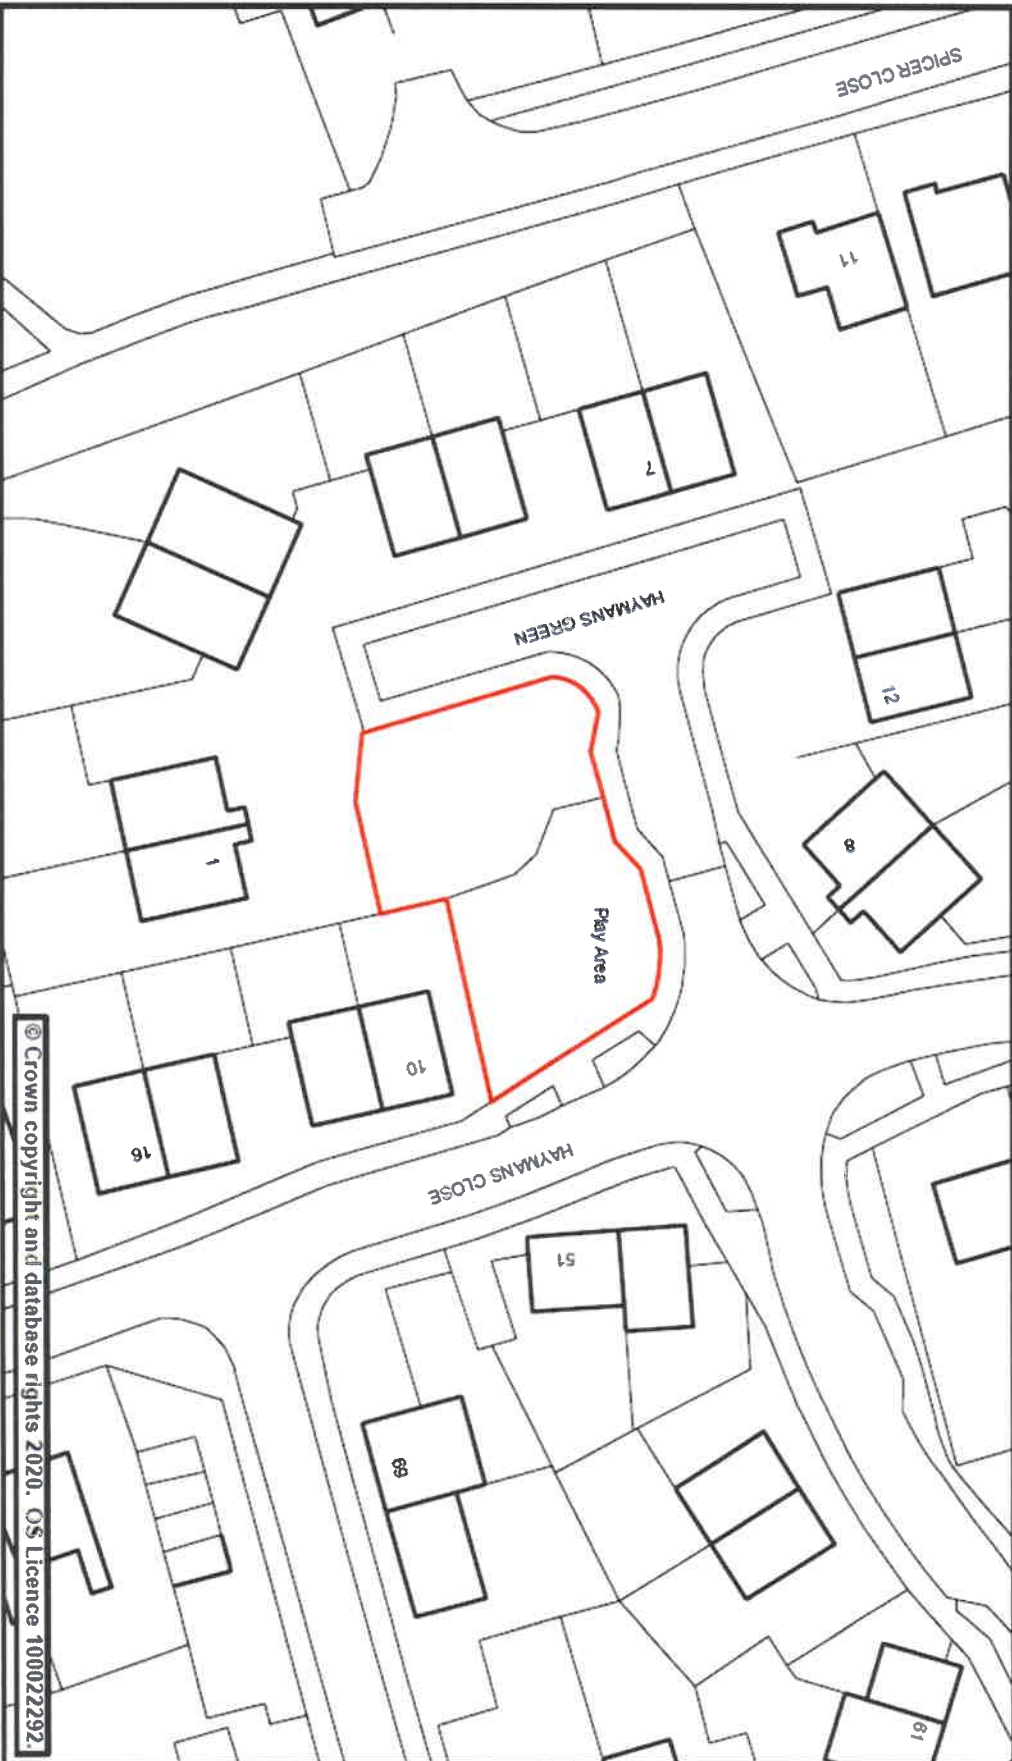 SPICER CLOSE
11
7
HAYMANS GREEN
12
8
1
Play Area
10
16
HAYMANS CLOSE
51
69
61
© Crown copyright and database rights 2020. OS Licence 100022292.